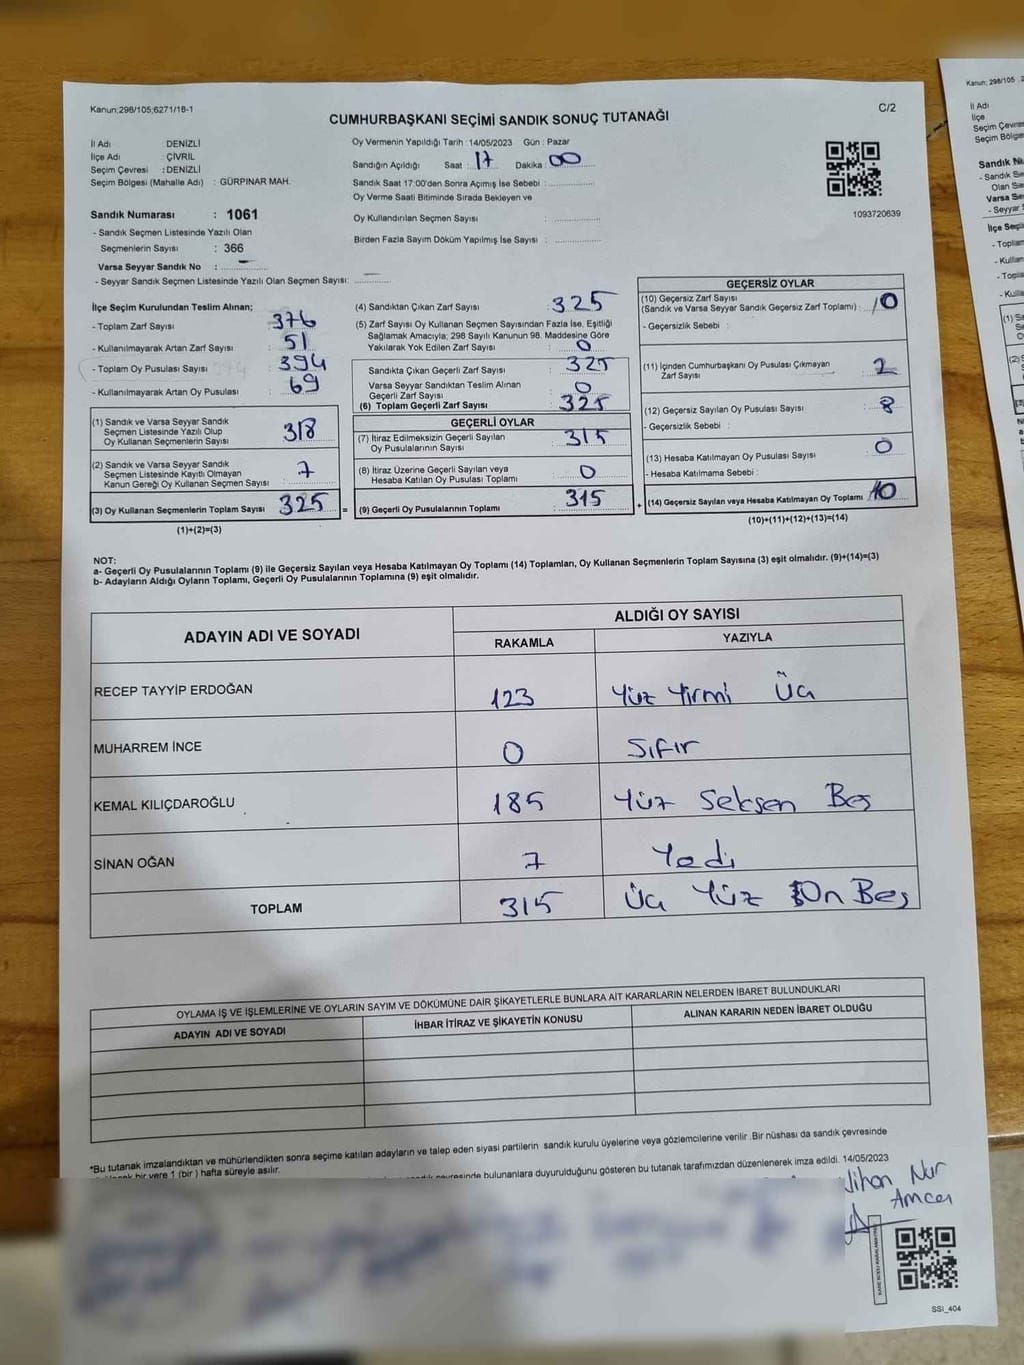 Kanun;298/105;6271/18-1
C/2
CUMHURBAŞKANI SEÇİMİ SANDIK SONUÇ TUTANAĞI
İl Adı : DENİZLİ
İlçe Adı : ÇİVRİL
Seçim Çevresi : DENİZLİ
Seçim Bölgesi (Mahalle Adı) : GÜRPINAR MAH.
Sandık Numarası : 1061
- Sandık Seçmen Listesinde Yazılı Olan
Seçmenlerin Sayısı : 366
Varsa Seyyar Sandık No : -
- Seyyar Sandık Seçmen Listesinde Yazılı Olan Seçmen Sayısı: -
Oy Vermenin Yapıldığı Tarih : 14/05/2023 Gün : Pazar
Sandığın Açıldığı Saat : 17 Dakika : 00
Sandık Saat 17:00'den Sonra Açımış İse Sebebi :
Oy Verme Saati Bitiminde Sırada Bekleyen ve
Oy Kullandırılan Seçmen Sayısı :
Birden Fazla Sayım Döküm Yapılmış İse Sayısı :
1093720639
İlçe Seçim Kurulundan Teslim Alınan;
- Toplam Zarf Sayısı : 376
- Kullanılmayarak Artan Zarf Sayısı : 51
- Toplam Oy Pusulası Sayısı : 394
- Kullanılmayarak Artan Oy Pusulası : 69
(1) Sandık ve Varsa Seyyar Sandık
Seçmen Listesinde Yazılı Olup
Oy Kullanan Seçmenlerin Sayısı : 318
(2) Sandık ve Varsa Seyyar Sandık
Seçmen Listesinde Kayıtlı Olmayan
Kanun Gereği Oy Kullanan Seçmen Sayısı : 7
(3) Oy Kullanan Seçmenlerin Toplam Sayısı : 325
(1)+(2)=(3)
(4) Sandıktan Çıkan Zarf Sayısı : 325
(5) Zarf Sayısı Oy Kullanan Seçmen Sayısından Fazla İse, Eşitliği
Sağlamak Amacıyla; 298 Sayılı Kanunun 98. Maddesine Göre
Yakılarak Yok Edilen Zarf Sayısı : 0
Sandıkta Çıkan Geçerli Zarf Sayısı : 325
Varsa Seyyar Sandıktan Teslim Alınan
Geçerli Zarf Sayısı : 0
(6) Toplam Geçerli Zarf Sayısı : 325
GEÇERLİ OYLAR
(7) İtiraz Edilmeksizin Geçerli Sayılan
Oy Pusulalarının Sayısı : 315
(8) İtiraz Üzerine Geçerli Sayılan veya
Hesaba Katılan Oy Pusulası Toplamı : 0
(9) Geçerli Oy Pusulalarının Toplamı : 315
GEÇERSİZ OYLAR
(10) Geçersiz Zarf Sayısı
(Sandık ve Varsa Seyyar Sandık Geçersiz Zarf Toplamı) : 0
- Geçersizlik Sebebi :
(11) İçinden Cumhurbaşkanı Oy Pusulası Çıkmayan
Zarf Sayısı : 2
(12) Geçersiz Sayılan Oy Pusulası Sayısı : 8
- Geçersizlik Sebebi :
(13) Hesaba Katılmayan Oy Pusulası Sayısı : 0
- Hesaba Katılmama Sebebi :
(14) Geçersiz Sayılan veya Hesaba Katılmayan Oy Toplamı : 10
(10)+(11)+(12)+(13)=(14)
NOT:
a- Geçerli Oy Pusulalarının Toplamı (9) ile Geçersiz Sayılan veya Hesaba Katılmayan Oy Toplamı (14) Toplamları, Oy Kullanan Seçmenlerin Toplam Sayısına (3) eşit olmalıdır. (9)+(14)=(3)
b- Adayların Aldığı Oyların Toplamı, Geçerli Oy Pusulalarının Toplamına (9) eşit olmalıdır.
ADAYIN ADI VE SOYADI ALDIĞI OY SAYISI
RAKAMLA YAZIYLA
RECEP TAYYİP ERDOĞAN 123 Yüz Yirmi Üç
MUHARREM İNCE 0 Sıfır
KEMAL KILIÇDAROĞLU 185 Yüz Seksen Beş
SİNAN OĞAN 7 Yedi
TOPLAM 315 Üç Yüz On Beş
OYLAMA İŞ VE İŞLEMLERİNE VE OYLARIN SAYIM VE DÖKÜMÜNE DAİR ŞİKAYETLERLE BUNLARA AİT KARARLARIN NELERDEN İBARET BULUNDUKLARI
ADAYIN ADI VE SOYADI İHBAR İTİRAZ VE ŞİKAYETİN KONUSU ALINAN KARARIN NEDEN İBARET OLDUĞU
*Bu tutanak imzalandıktan ve mühürlendikten sonra seçime katılan adayların ve talep eden siyasi partilerin sandık kurulu üyelerine veya gözlemcilerine verilir .Bir nüshası da sandık çevresinde
bir yere 1 (bir ) hafta süreyle asılır.
çevresinde bulunanlara duyurulduğunu gösteren bu tutanak tarafımızdan düzenlenerek imza edildi. 14/05/2023
Nur
SSI_404
Kanun; 298/105
İl Adı
İlçe
Seçim Çevresi
Seçim Bölg
Sandık Nu
- Sandık Se
Olan
Varsa Se
- Seyyar
İlçe Seç
- Toplam
- Kullan
- Topla
- Kulla